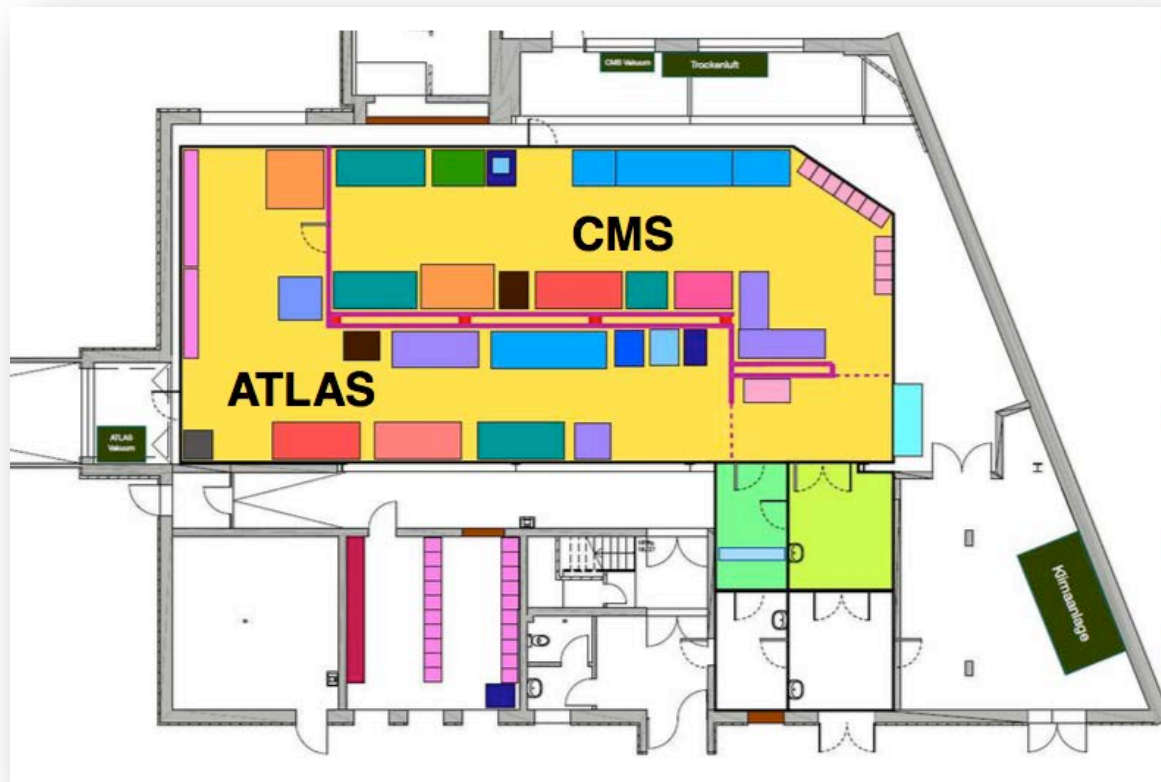 CMS Vakuum
Trockenluft
CMS
ATLAS
ATLAS
Vakuum
Klimaanlage